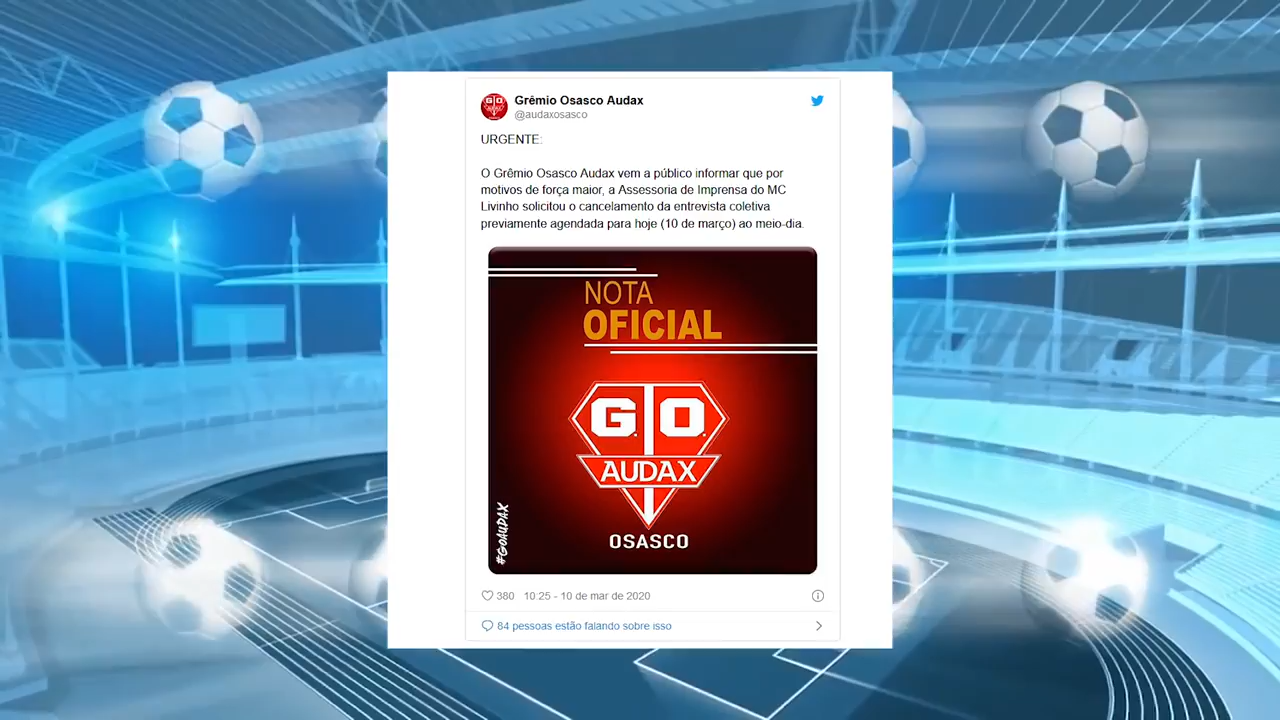 Grêmio Osasco Audax
@audaxosasco
URGENTE:
O Grêmio Osasco Audax vem a público informar que por
motivos de força maior, a Assessoria de Imprensa do MC
Livinho solicitou o cancelamento da entrevista coletiva
previamente agendada para hoje (10 de março) ao meio-dia.
NOTA
OFICIAL
G.O.
AUDAX
OSASCO
#GOAUDAX
380 10:25 - 10 de mar de 2020
84 pessoas estão falando sobre isso